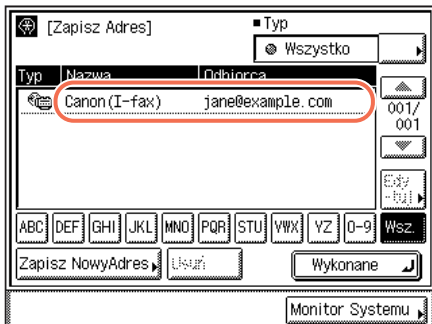 [Zapisz Adres]
■Typ
Wszystko
Typ Nazwa Odbiorca
Canon(I-fax) jane@example.com
001/
001
Edy
-tuj
ABC DEF GHI JKL MNO PQR STU VWX YZ 0-9 Wsz.
Zapisz NowyAdres Usuń Wykonane
Monitor Systemu